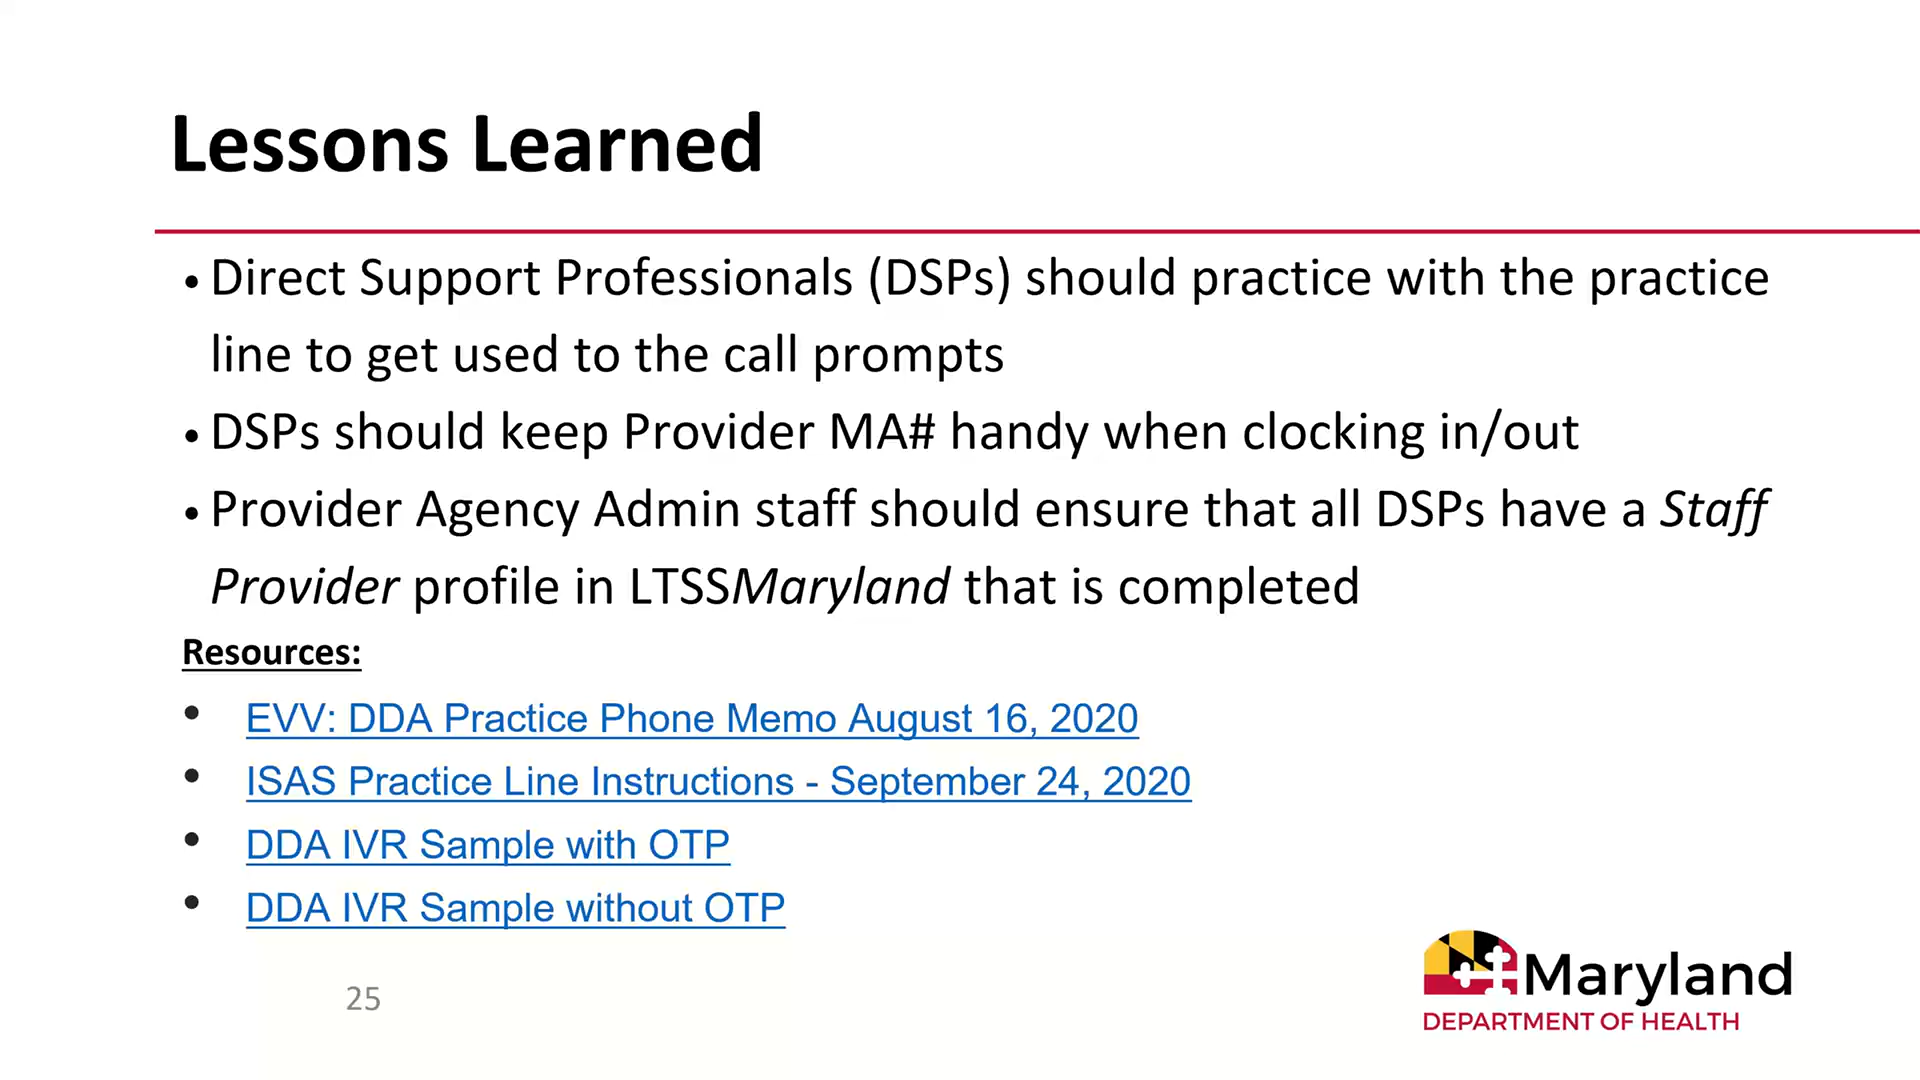 Lessons Learned
• Direct Support Professionals (DSPs) should practice with the practice
line to get used to the call prompts
• DSPs should keep Provider MA# handy when clocking in/out
• Provider Agency Admin staff should ensure that all DSPs have a Staff
Provider profile in LTSSMaryland that is completed
Resources:
• EVV: DDA Practice Phone Memo August 16, 2020
• ISAS Practice Line Instructions - September 24, 2020
• DDA IVR Sample with OTP
• DDA IVR Sample without OTP
25
Maryland
DEPARTMENT OF HEALTH